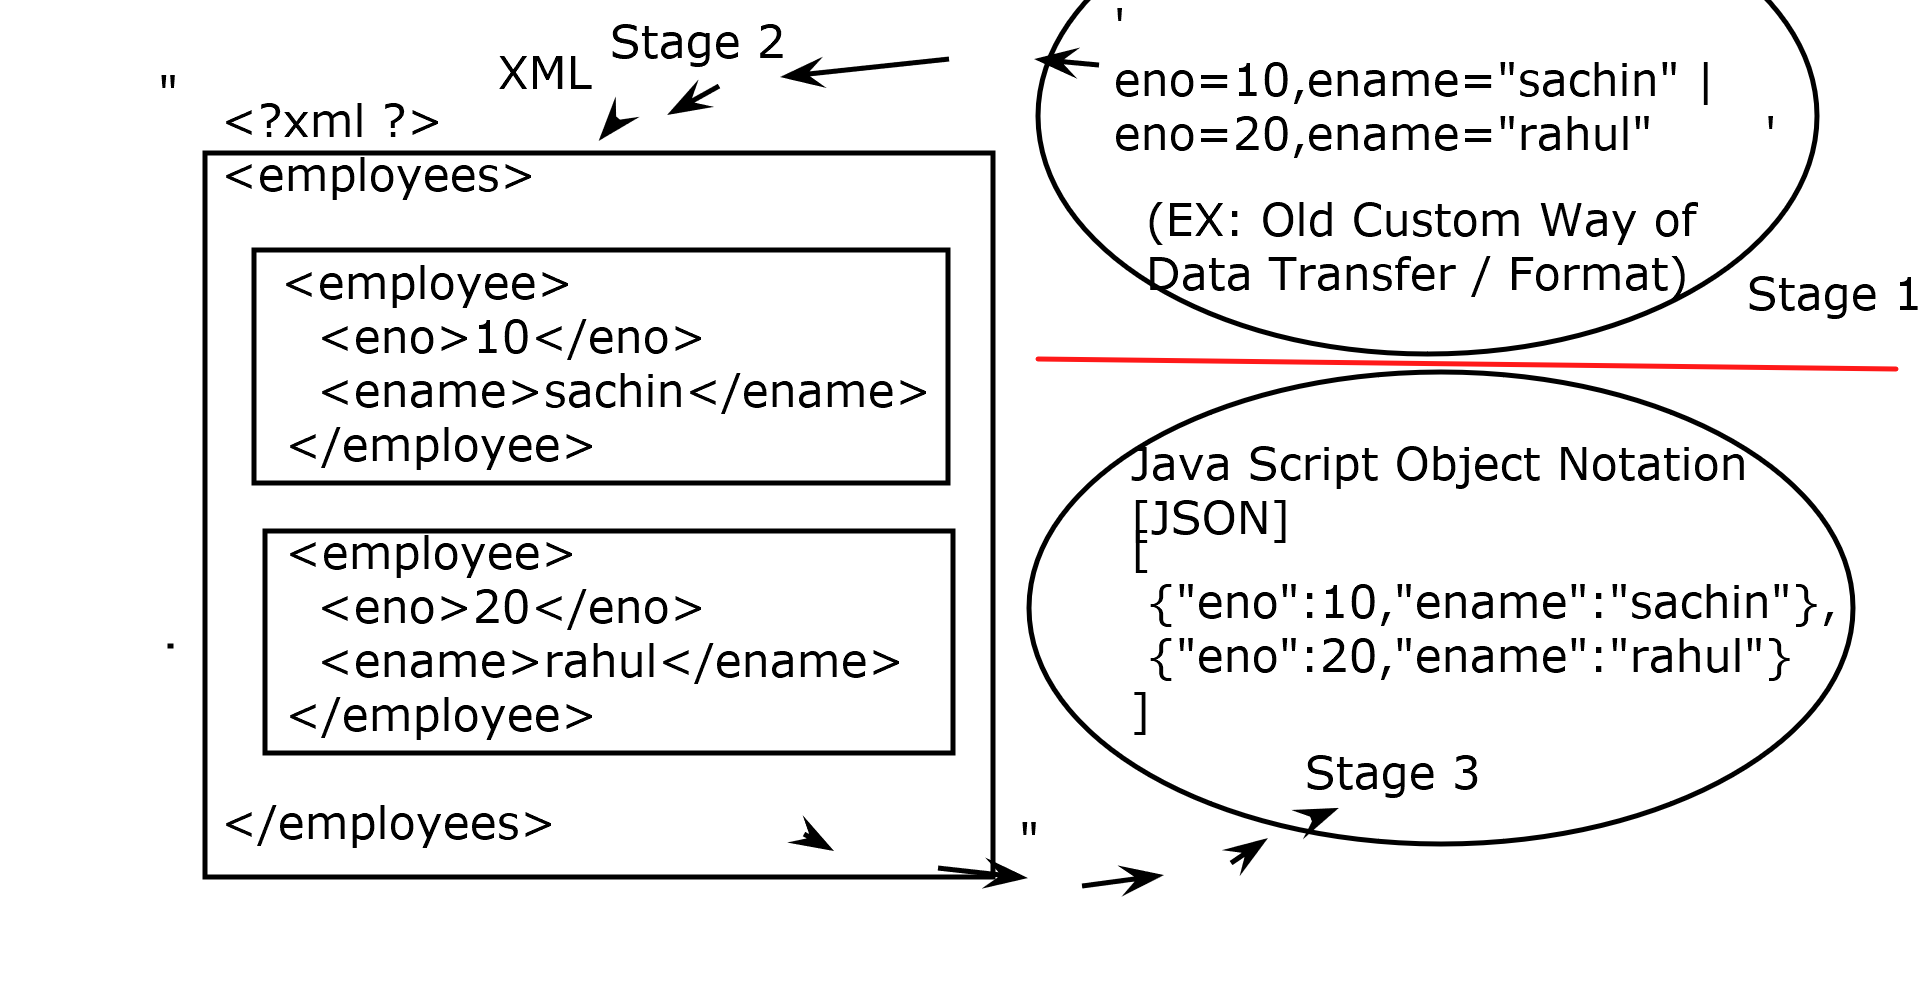 Stage 2
XML
"
<?xml ?>
<employees>
<employee>
<eno>10</eno>
<ename>sachin</ename>
</employee>
<employee>
<eno>20</eno>
<ename>rahul</ename>
</employee>
</employees>
"
'
eno=10,ename="sachin" |
eno=20,ename="rahul" '
(EX: Old Custom Way of
Data Transfer / Format)
Stage 1
Java Script Object Notation
[JSON]
[
{"eno":10,"ename":"sachin"},
{"eno":20,"ename":"rahul"}
]
Stage 3